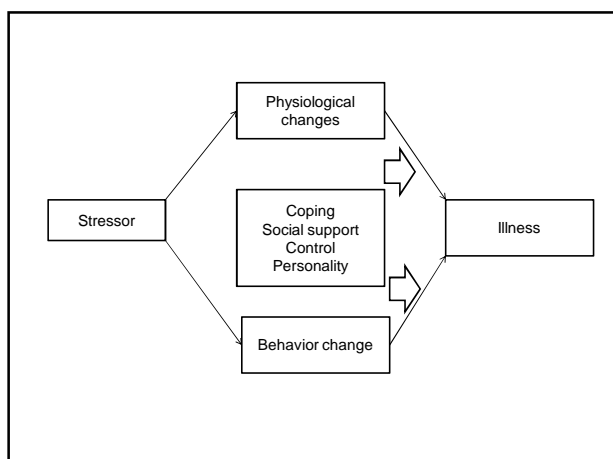 Physiological
changes
Stressor
Coping
Social support
Control
Personality
Illness
Behavior change